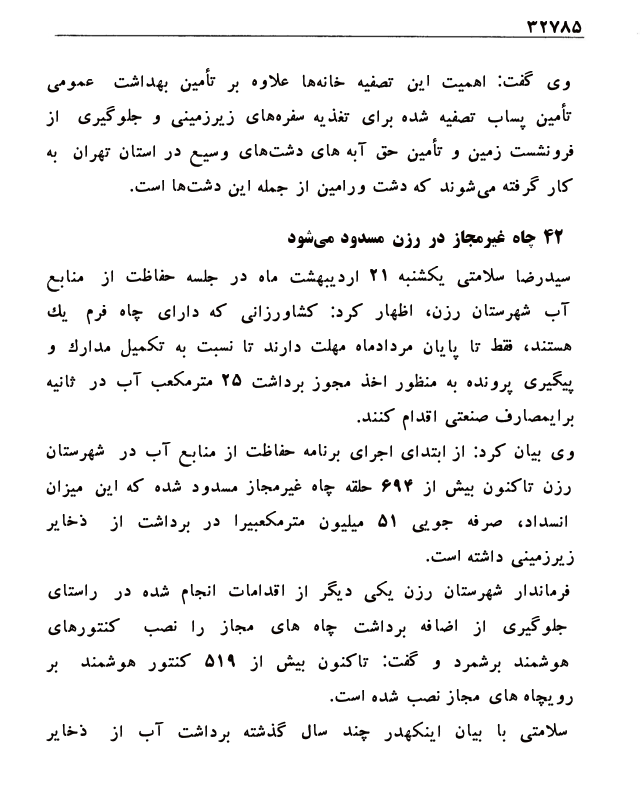 ۳۲۷۸۵
وی گفت: اهمیت این تصفیه خانه‌ها علاوه بر تأمین بهداشت عمومی
تأمین پساب تصفیه شده برای تغذیه سفره‌های زیرزمینی و جلوگیری از
فرونشست زمین و تأمین حق آبه های دشت‌های وسیع در استان تهران به
کار گرفته می‌شوند که دشت ورامین از جمله این دشت‌ها است.
۴۲ چاه غیرمجاز در رزن مسدود می‌شود
سیدرضا سلامتی یکشنبه ۲۱ اردیبهشت ماه در جلسه حفاظت از منابع
آب شهرستان رزن، اظهار کرد: کشاورزانی که دارای چاه فرم یك
هستند، فقط تا پایان مردادماه مهلت دارند تا نسبت به تکمیل مدارك و
پیگیری پرونده به منظور اخذ مجوز برداشت ۲۵ مترمکعب آب در ثانیه
برایمصارف صنعتی اقدام کنند.
وی بیان کرد: از ابتدای اجرای برنامه حفاظت از منابع آب در شهرستان
رزن تاکنون بیش از ۶۹۴ حلقه چاه غیرمجاز مسدود شده که این میزان
انسداد، صرفه جویی ۵۱ میلیون مترمکعبیرا در برداشت از ذخایر
زیرزمینی داشته است.
فرماندار شهرستان رزن یکی دیگر از اقدامات انجام شده در راستای
جلوگیری از اضافه برداشت چاه های مجاز را نصب کنتورهای
هوشمند برشمرد و گفت: تاکنون بیش از ۵۱۹ کنتور هوشمند بر
رویچاه های مجاز نصب شده است.
سلامتی با بیان اینکهدر چند سال گذشته برداشت آب از ذخایر